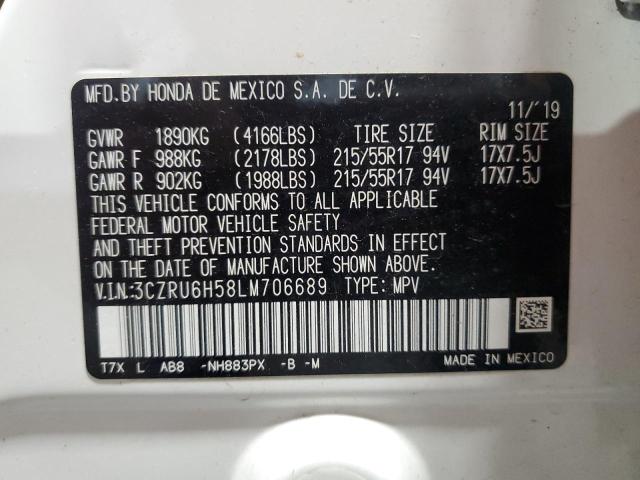 MFD.BY HONDA DE MEXICO S.A. DE C.V.
11/'19
GVWR 1890KG (4166LBS) TIRE SIZE RIM SIZE
GAWR F 988KG (2178LBS) 215/55R17 94V 17X7.5J
GAWR R 902KG (1988LBS) 215/55R17 94V 17X7.5J
THIS VEHICLE CONFORMS TO ALL APPLICABLE
FEDERAL MOTOR VEHICLE SAFETY
AND THEFT PREVENTION STANDARDS IN EFFECT
ON THE DATE OF MANUFACTURE SHOWN ABOVE.
V.I.N:3CZRU6H58LM706689 TYPE: MPV
T7X L AB8 -NH883PX -B -M
MADE IN MEXICO